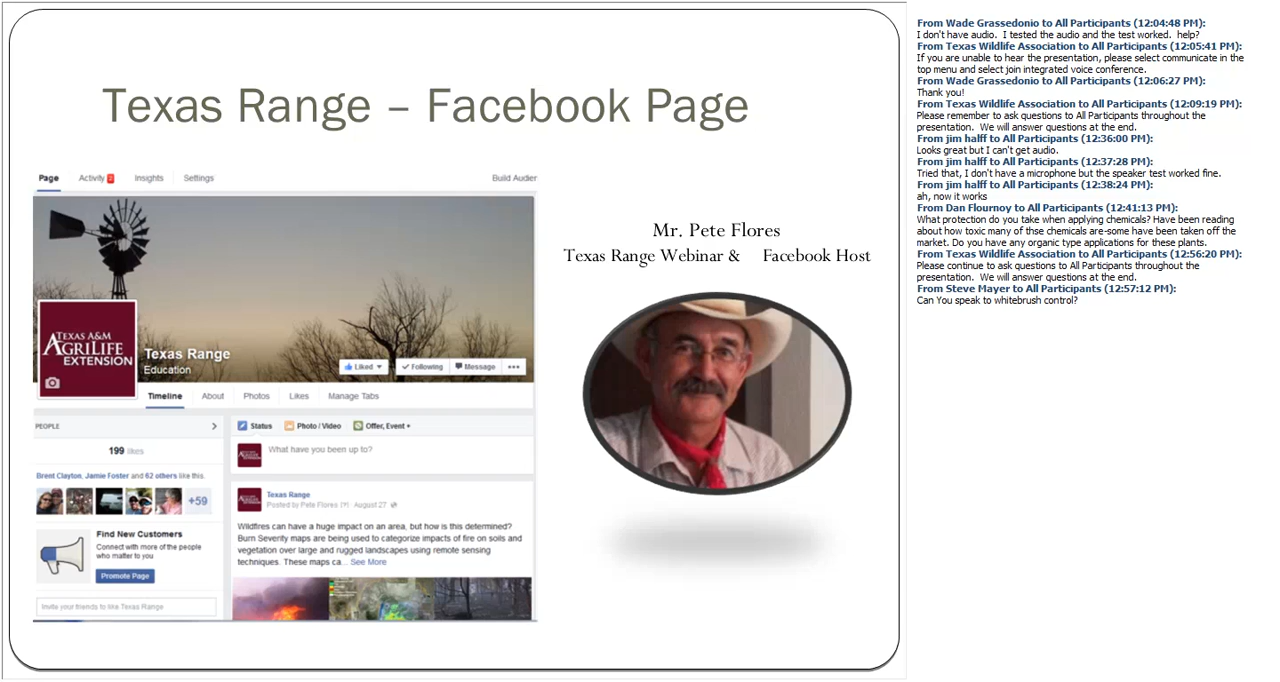 Texas Range – Facebook Page
Page Activity 2 Insights Settings Build Audier
TEXAS A&M
AGRILIFE
EXTENSION
Texas Range
Education
Liked Following Message
Timeline About Photos Likes Manage Tabs
PEOPLE
199 likes
Brent Clayton, Jamie Foster and 62 others like this.
+59
Find New Customers
Connect with more of the people
who matter to you
Promote Page
Invite your friends to like Texas Range
Status Photo / Video Offer, Event +
What have you been up to?
Texas Range
Posted by Pete Flores [?] · August 27
Wildfires can have a huge impact on an area, but how is this determined?
Burn Severity maps are being used to categorize impacts of fire on soils and
vegetation over large and rugged landscapes using remote sensing
techniques. These maps ca... See More
Mr. Pete Flores
Texas Range Webinar & Facebook Host
From Wade Grassedonio to All Participants (12:04:48 PM):
I don't have audio. I tested the audio and the test worked. help?
From Texas Wildlife Association to All Participants (12:05:41 PM):
If you are unable to hear the presentation, please select communicate in the
top menu and select join integrated voice conference.
From Wade Grassedonio to All Participants (12:06:27 PM):
Thank you!
From Texas Wildlife Association to All Participants (12:09:19 PM):
Please remember to ask questions to All Participants throughout the
presentation. We will answer questions at the end.
From jim halff to All Participants (12:36:00 PM):
Looks great but I can't get audio.
From jim halff to All Participants (12:37:28 PM):
Tried that, I don't have a microphone but the speaker test worked fine.
From jim halff to All Participants (12:38:24 PM):
ah, now it works
From Dan Flournoy to All Participants (12:41:13 PM):
What protection do you take when applying chemicals? Have been reading
about how toxic many of thse chemicals are-some have been taken off the
market. Do you have any organic type applications for these plants.
From Texas Wildlife Association to All Participants (12:56:20 PM):
Please continue to ask questions to All Participants throughout the
presentation. We will answer questions at the end.
From Steve Mayer to All Participants (12:57:12 PM):
Can You speak to whitebrush control?